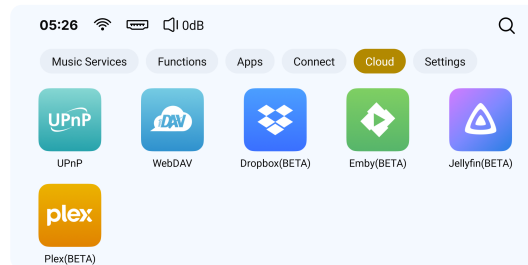 05:26 0dB
Music Services Functions Apps Connect Cloud Settings
UPnP DAV plex
UPnP WebDAV Dropbox(BETA) Emby(BETA) Jellyfin(BETA)
Plex(BETA)